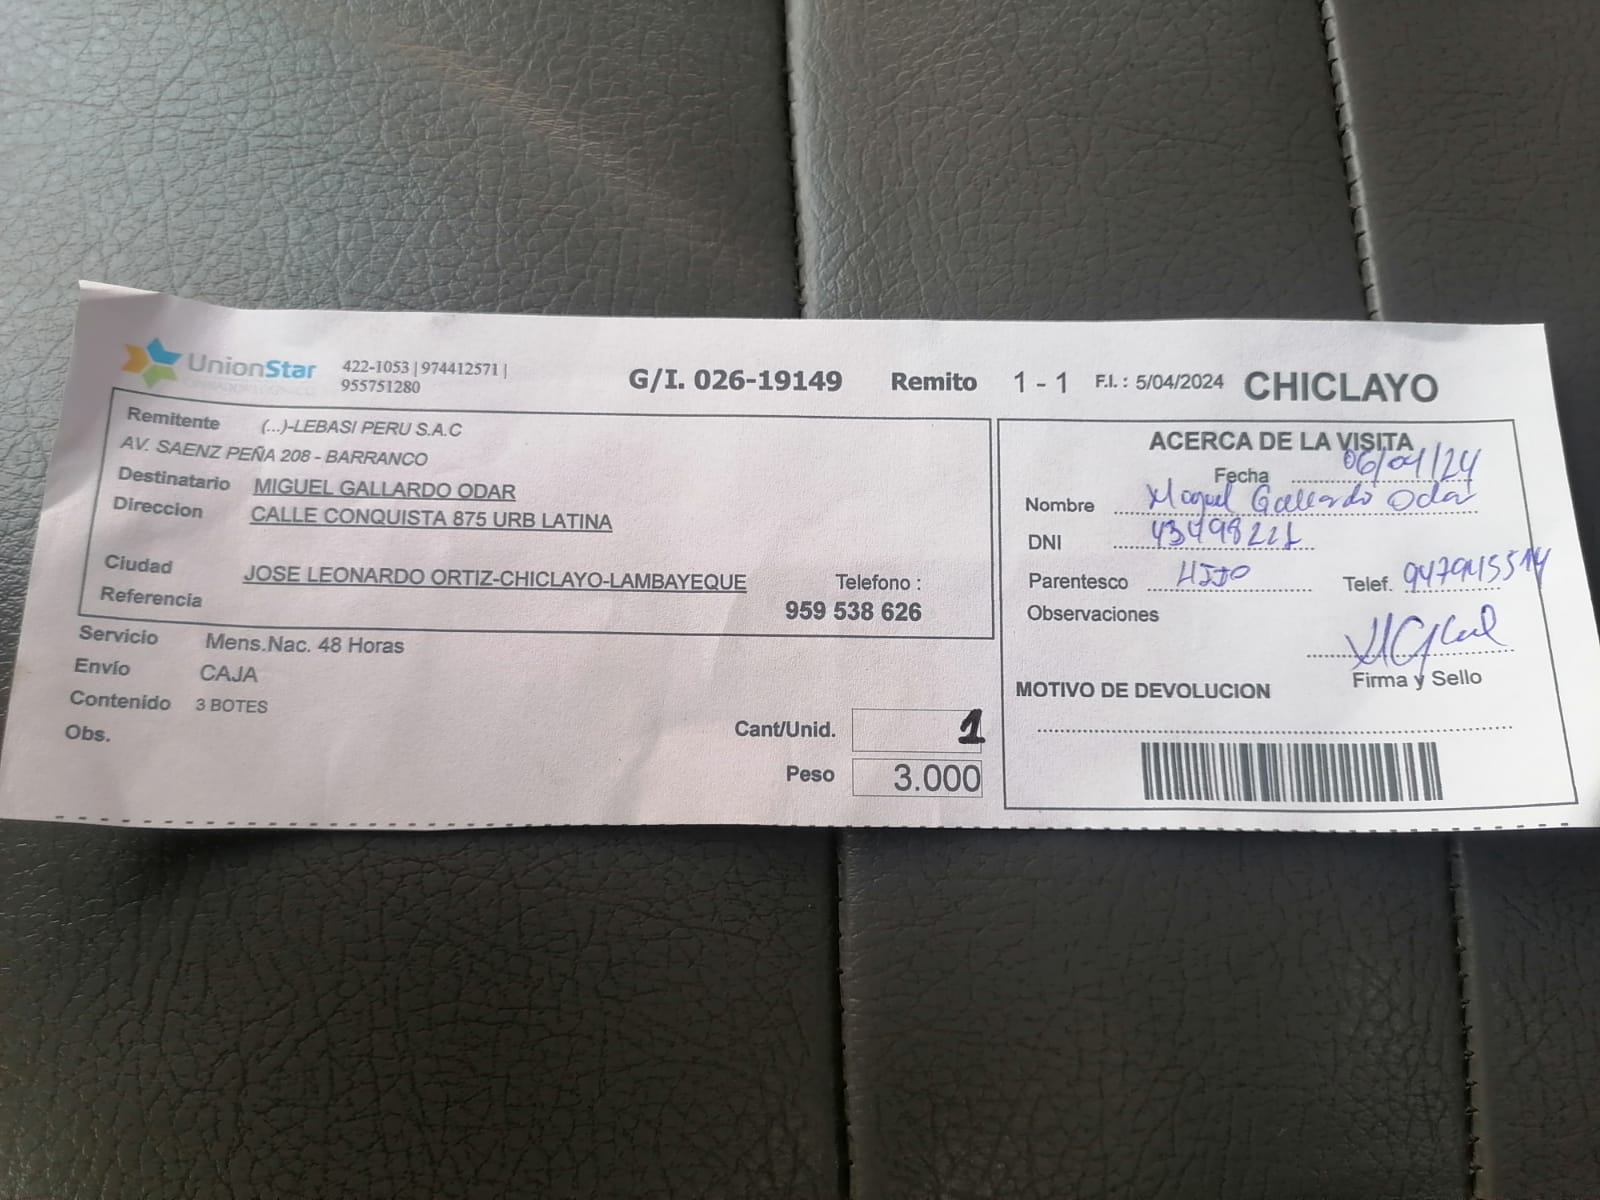 UnionStar 422-1053 | 974412571 |
955751280
G/I. 026-19149 Remito 1 - 1 F.I. : 5/04/2024 CHICLAYO
Remitente (...)-LEBASI PERU S.A.C
AV. SAENZ PEÑA 208 - BARRANCO
Destinatario MIGUEL GALLARDO ODAR
Direccion CALLE CONQUISTA 875 URB LATINA
Ciudad JOSE LEONARDO ORTIZ-CHICLAYO-LAMBAYEQUE
Referencia
Telefono :
959 538 626
Servicio Mens.Nac. 48 Horas
Envío CAJA
Contenido 3 BOTES
Obs.
Cant/Unid. 1
Peso 3.000
ACERCA DE LA VISITA
Fecha 06/04/24
Nombre Miguel Gallardo Odar
DNI
Parentesco HIJO Telef.
Observaciones
Firma y Sello
MOTIVO DE DEVOLUCION